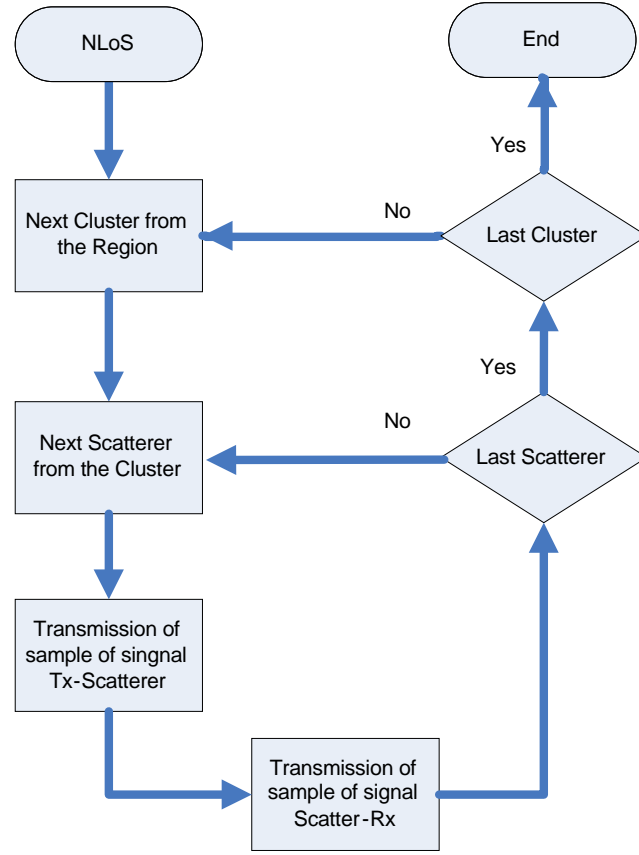 NLoS
End
Yes
Next Cluster from
the Region
No
Last Cluster
Yes
Next Scatterer
from the Cluster
No
Last Scatterer
Transmission of
sample of singnal
Tx-Scatterer
Transmission of
sample of signal
Scatter-Rx